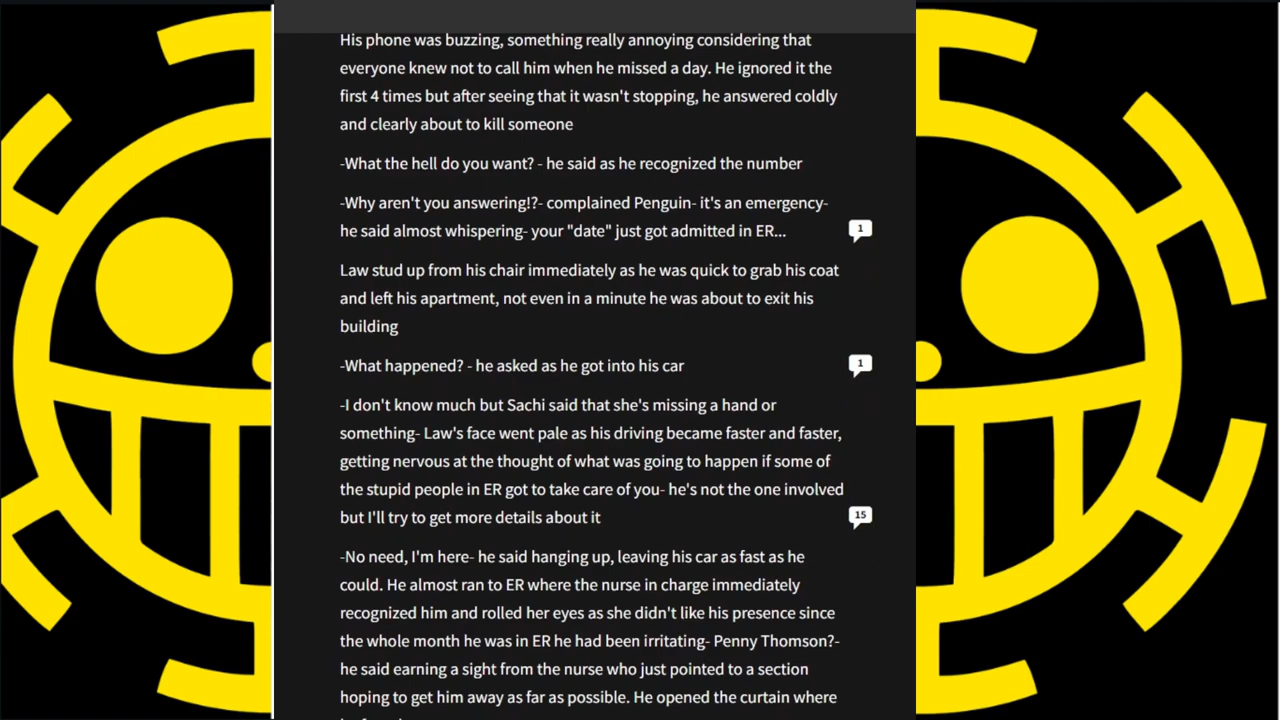 His phone was buzzing, something really annoying considering that
everyone knew not to call him when he missed a day. He ignored it the
first 4 times but after seeing that it wasn't stopping, he answered coldly
and clearly about to kill someone
-What the hell do you want? - he said as he recognized the number
-Why aren't you answering!?- complained Penguin- it's an emergency-
he said almost whispering- your "date" just got admitted in ER...
1
Law stud up from his chair immediately as he was quick to grab his coat
and left his apartment, not even in a minute he was about to exit his
building
-What happened? - he asked as he got into his car
1
-I don't know much but Sachi said that she's missing a hand or
something- Law's face went pale as his driving became faster and faster,
getting nervous at the thought of what was going to happen if some of
the stupid people in ER got to take care of you- he's not the one involved
but I'll try to get more details about it
15
-No need, I'm here- he said hanging up, leaving his car as fast as he
could. He almost ran to ER where the nurse in charge immediately
recognized him and rolled her eyes as she didn't like his presence since
the whole month he was in ER he had been irritating- Penny Thomson?-
he said earning a sight from the nurse who just pointed to a section
hoping to get him away as far as possible. He opened the curtain where